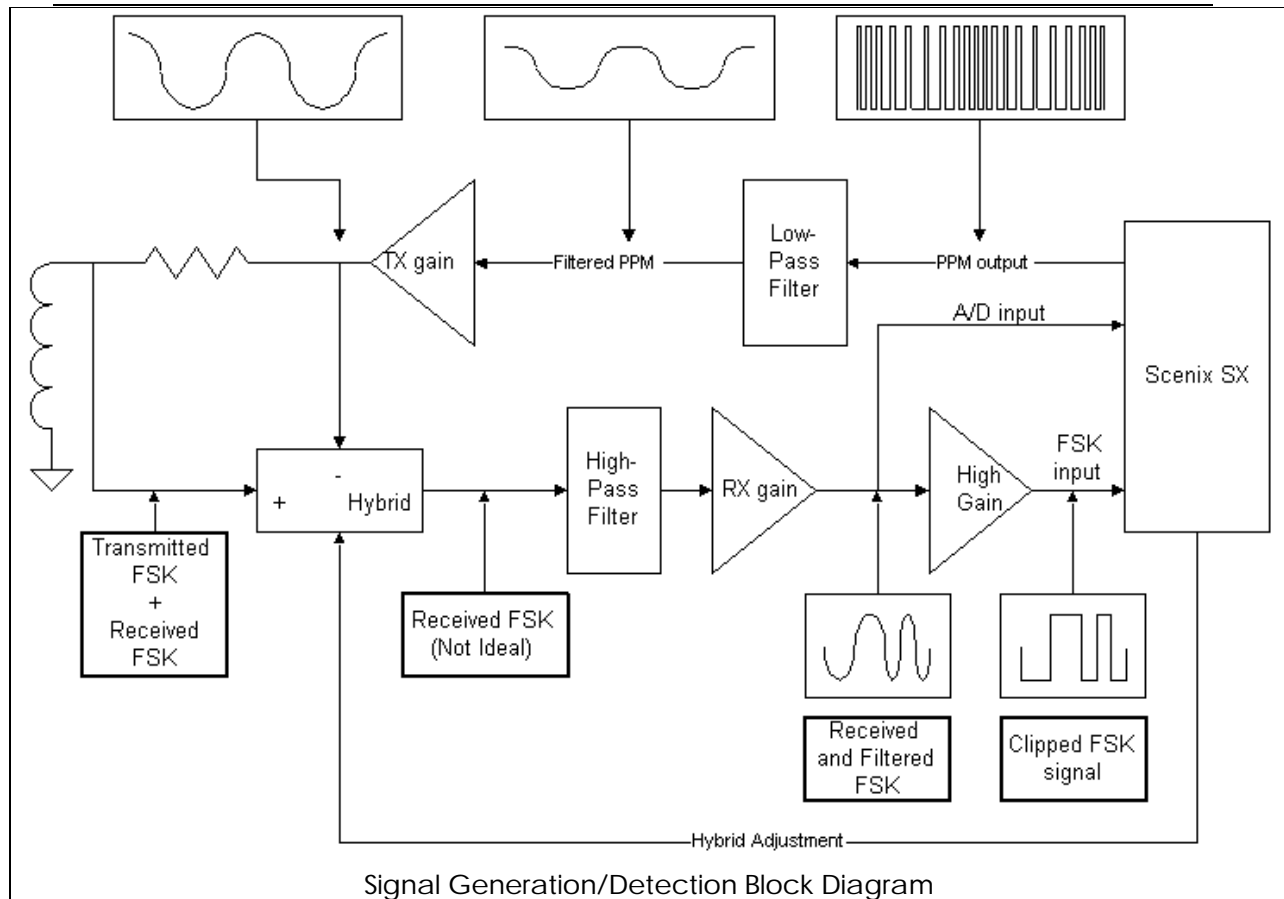 TX gain
Filtered PPM
Low-
Pass
Filter
PPM output
A/D input
Scenix SX
+
-
Hybrid
High-
Pass
Filter
RX gain
High
Gain
FSK
input
Transmitted
FSK
+
Received
FSK
Received FSK
(Not Ideal)
Received
and Filtered
FSK
Clipped FSK
signal
Hybrid Adjustment
Signal Generation/Detection Block Diagram